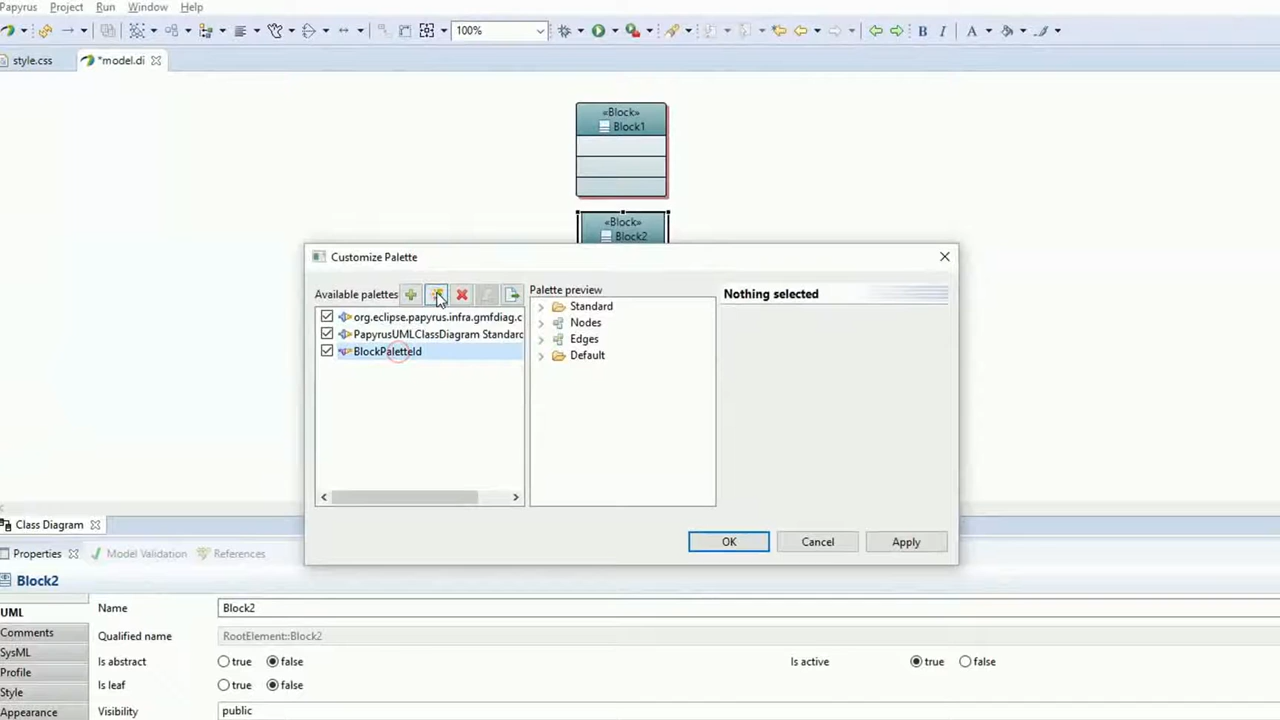 Papyrus Project Run Window Help
100%
B I A
style.css *model.di
«Block»
Block1
«Block»
Block2
Customize Palette
Available palettes
Palette preview
Nothing selected
org.eclipse.papyrus.infra.gmfdiag.c
PapyrusUMLClassDiagram Standard
BlockPaletteId
Standard
Nodes
Edges
Default
OK Cancel Apply
Class Diagram
Properties Model Validation References
Block2
UML
Comments
SysML
Profile
Style
Appearance
Name Block2
Qualified name RootElement::Block2
Is abstract true false Is active true false
Is leaf true false
Visibility public